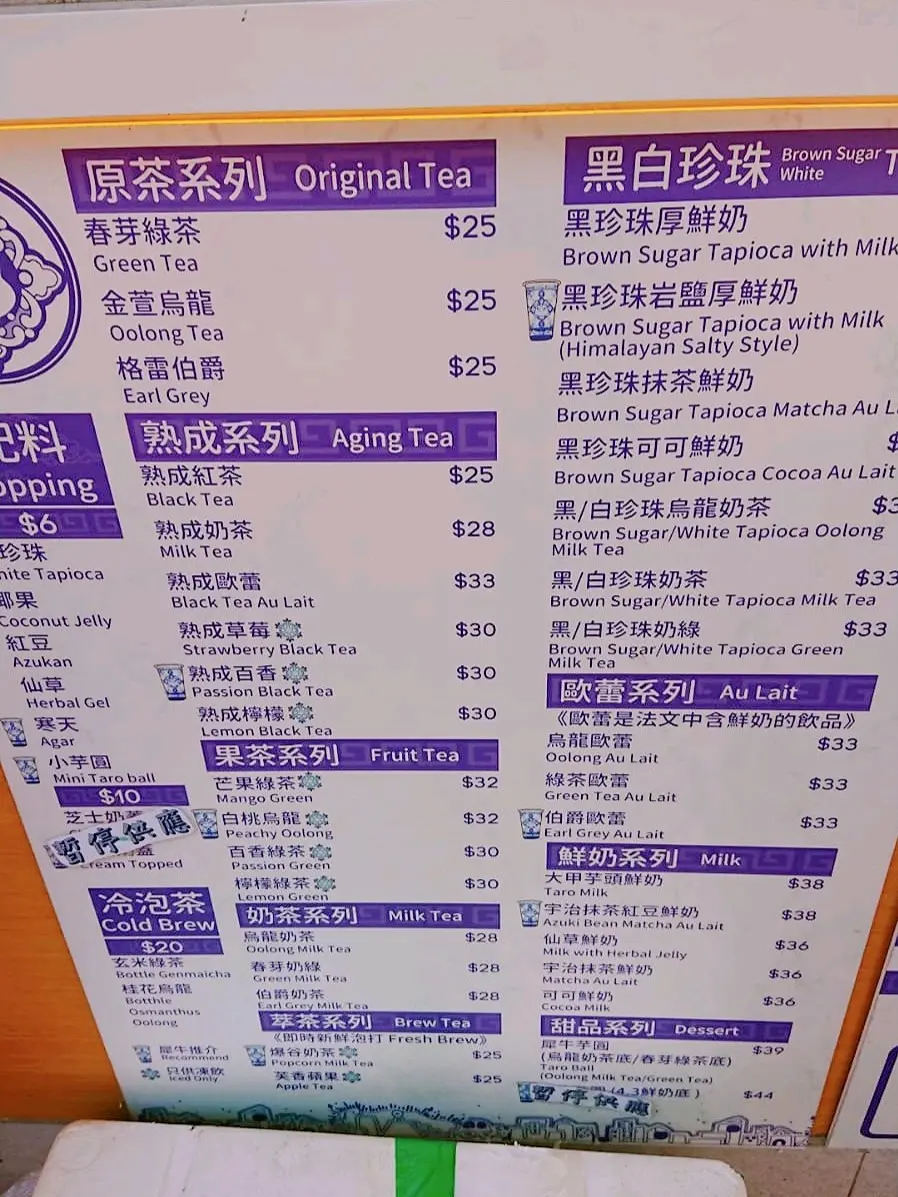 原茶系列 Original Tea
春芽綠茶 $25
Green Tea
金萱烏龍 $25
Oolong Tea
格雷伯爵 $25
Earl Grey
熟成系列 Aging Tea
熟成紅茶 $25
Black Tea
熟成奶茶 $28
Milk Tea
熟成歐蕾 $33
Black Tea Au Lait
熟成草莓 $30
Strawberry Black Tea
熟成百香 $30
Passion Black Tea
熟成檸檬 $30
Lemon Black Tea
果茶系列 Fruit Tea
芒果綠茶 $32
Mango Green
白桃烏龍 $32
Peachy Oolong
百香綠茶 $30
Passion Green
檸檬綠茶 $30
Lemon Green
奶茶系列 Milk Tea
烏龍奶茶 $28
Oolong Milk Tea
春芽奶綠 $28
Green Milk Tea
伯爵奶茶 $28
Earl Grey Milk Tea
萃茶系列 Brew Tea
《即時新鮮泡打 Fresh Brew》
爆谷奶茶 $25
Popcorn Milk Tea
芙香蘋果 $25
Apple Tea
配料
opping
$6
珍珠
hite Tapioca
椰果
Coconut Jelly
紅豆
Azukan
仙草
Herbal Gel
寒天
Agar
小芋圓
Mini Taro ball
$10
芝士奶蓋
暫停供應
Cream Topped
冷泡茶
Cold Brew
$20
玄米綠茶
Bottle Genmaicha
桂花烏龍
Botthle
Osmanthus
Oolong
犀牛推介
Recommend
只供凍飲
Iced Only
黑白珍珠 Brown Sugar
White
T
黑珍珠厚鮮奶
Brown Sugar Tapioca with Milk
黑珍珠岩鹽厚鮮奶
Brown Sugar Tapioca with Milk
(Himalayan Salty Style)
黑珍珠抹茶鮮奶
Brown Sugar Tapioca Matcha Au La
黑珍珠可可鮮奶 $
Brown Sugar Tapioca Cocoa Au Lait
黑/白珍珠烏龍奶茶 $3
Brown Sugar/White Tapioca Oolong
Milk Tea
黑/白珍珠奶茶 $33
Brown Sugar/White Tapioca Milk Tea
黑/白珍珠奶綠 $33
Brown Sugar/White Tapioca Green
Milk Tea
歐蕾系列 Au Lait
《歐蕾是法文中含鮮奶的飲品》
烏龍歐蕾 $33
Oolong Au Lait
綠茶歐蕾 $33
Green Tea Au Lait
伯爵歐蕾 $33
Earl Grey Au Lait
鮮奶系列 Milk
大甲芋頭鮮奶 $38
Taro Milk
宇治抹茶紅豆鮮奶 $38
Azuki Bean Matcha Au Lait
仙草鮮奶 $36
Milk with Herbal Jelly
宇治抹茶鮮奶 $36
Matcha Au Lait
可可鮮奶 $36
Cocoa Milk
甜品系列 Dessert
犀牛芋圓 $39
(烏龍奶茶底/春芽綠茶底)
Taro Ball
(Oolong Milk Tea/Green Tea)
(4.3鮮奶底) $44
暫停供應